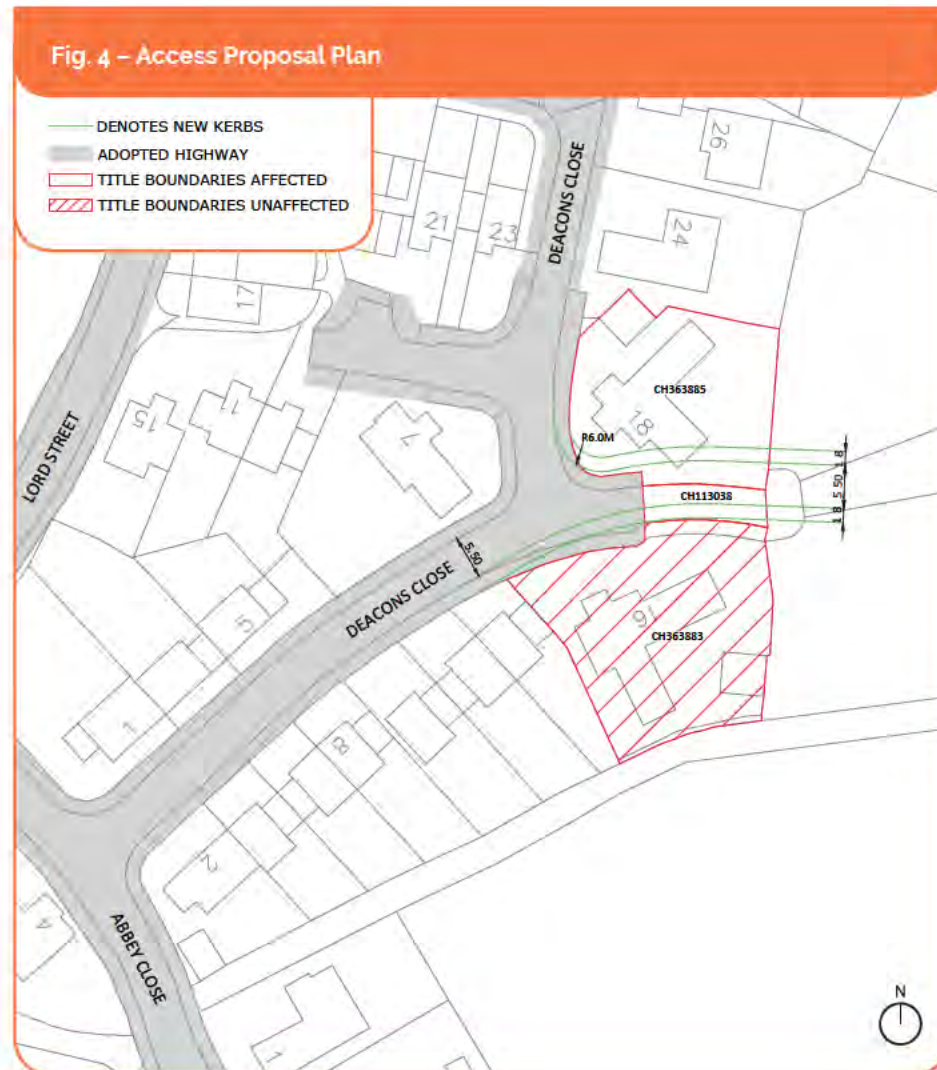 Fig. 4 – Access Proposal Plan
DENOTES NEW KERBS
ADOPTED HIGHWAY
TITLE BOUNDARIES AFFECTED
TITLE BOUNDARIES UNAFFECTED
DEACONS CLOSE
26
21
23
24
17
CH363885
18
15
11
7
R6.0M
LORD STREET
1 8
5 50
1 8
CH113038
5.50
DEACONS CLOSE
5
16
CH363883
1
8
2
4
ABBEY CLOSE
1
N